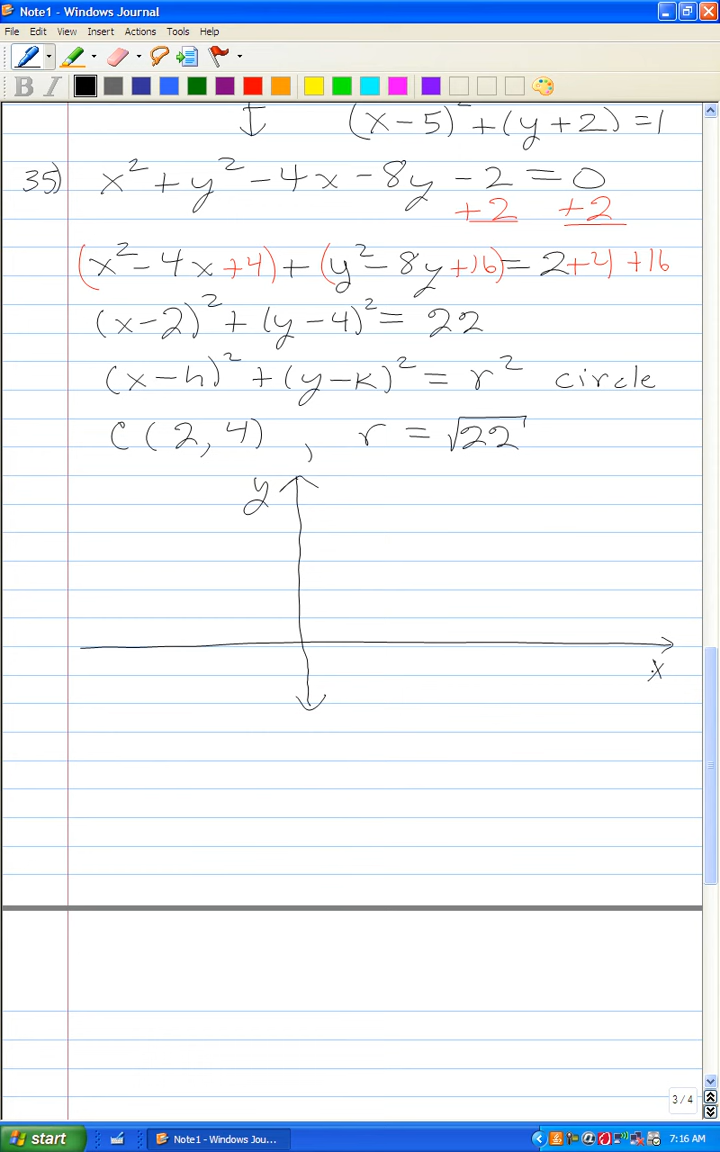 Note1 - Windows Journal
File Edit View Insert Actions Tools Help
B I
(x-5)² + (y+2) = 1
35) x² + y² - 4x - 8y - 2 = 0
+2 +2
(x² - 4x + 4) + (y² - 8y + 16) = 2 + 4 + 16
(x-2)² + (y-4)² = 22
(x-h)² + (y-k)² = r² circle
C(2,4), r = √22
y
x
3 / 4
start Note1 - Windows Jou... 7:16 AM